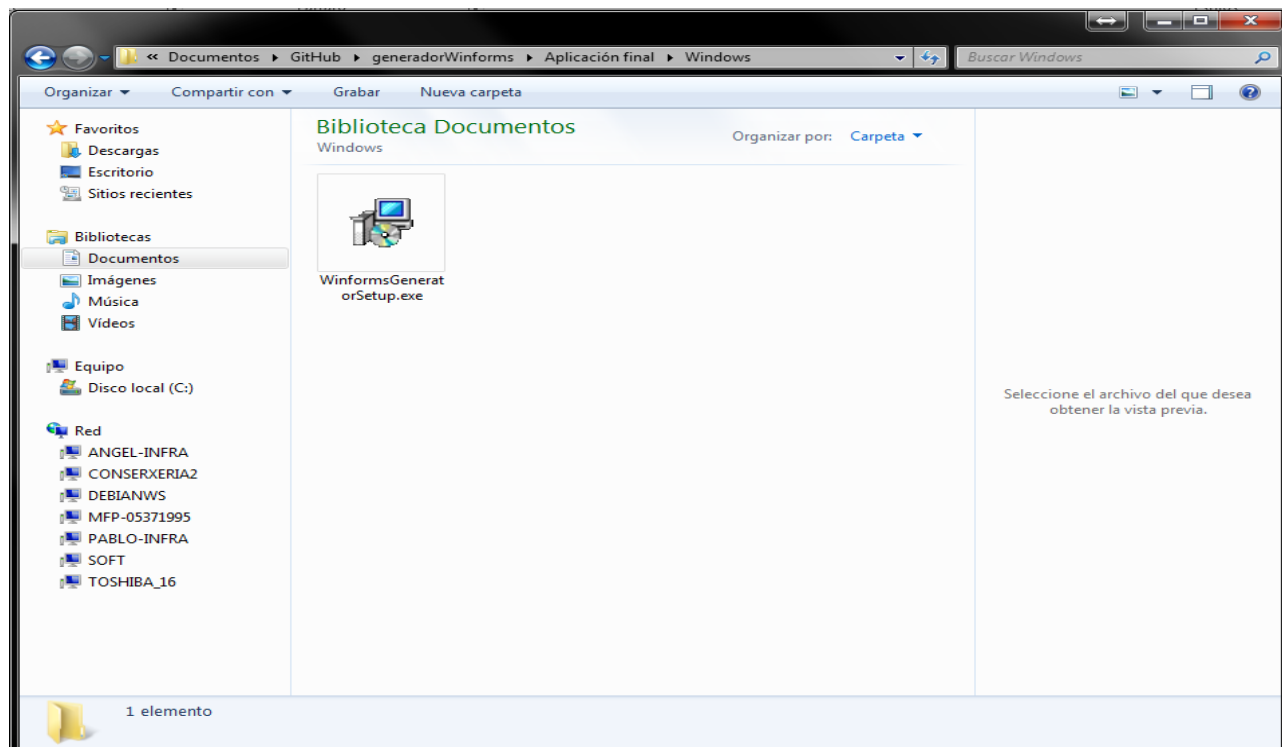 « Documentos ▸ GitHub ▸ generadorWinforms ▸ Aplicación final ▸ Windows
Buscar Windows
Organizar
Compartir con
Grabar
Nueva carpeta
Favoritos
Descargas
Escritorio
Sitios recientes
Bibliotecas
Documentos
Imágenes
Música
Vídeos
Equipo
Disco local (C:)
Red
ANGEL-INFRA
CONSERXERIA2
DEBIANWS
MFP-05371995
PABLO-INFRA
SOFT
TOSHIBA_16
Biblioteca Documentos
Windows
Organizar por: Carpeta
WinformsGenerat
orSetup.exe
Seleccione el archivo del que desea
obtener la vista previa.
1 elemento